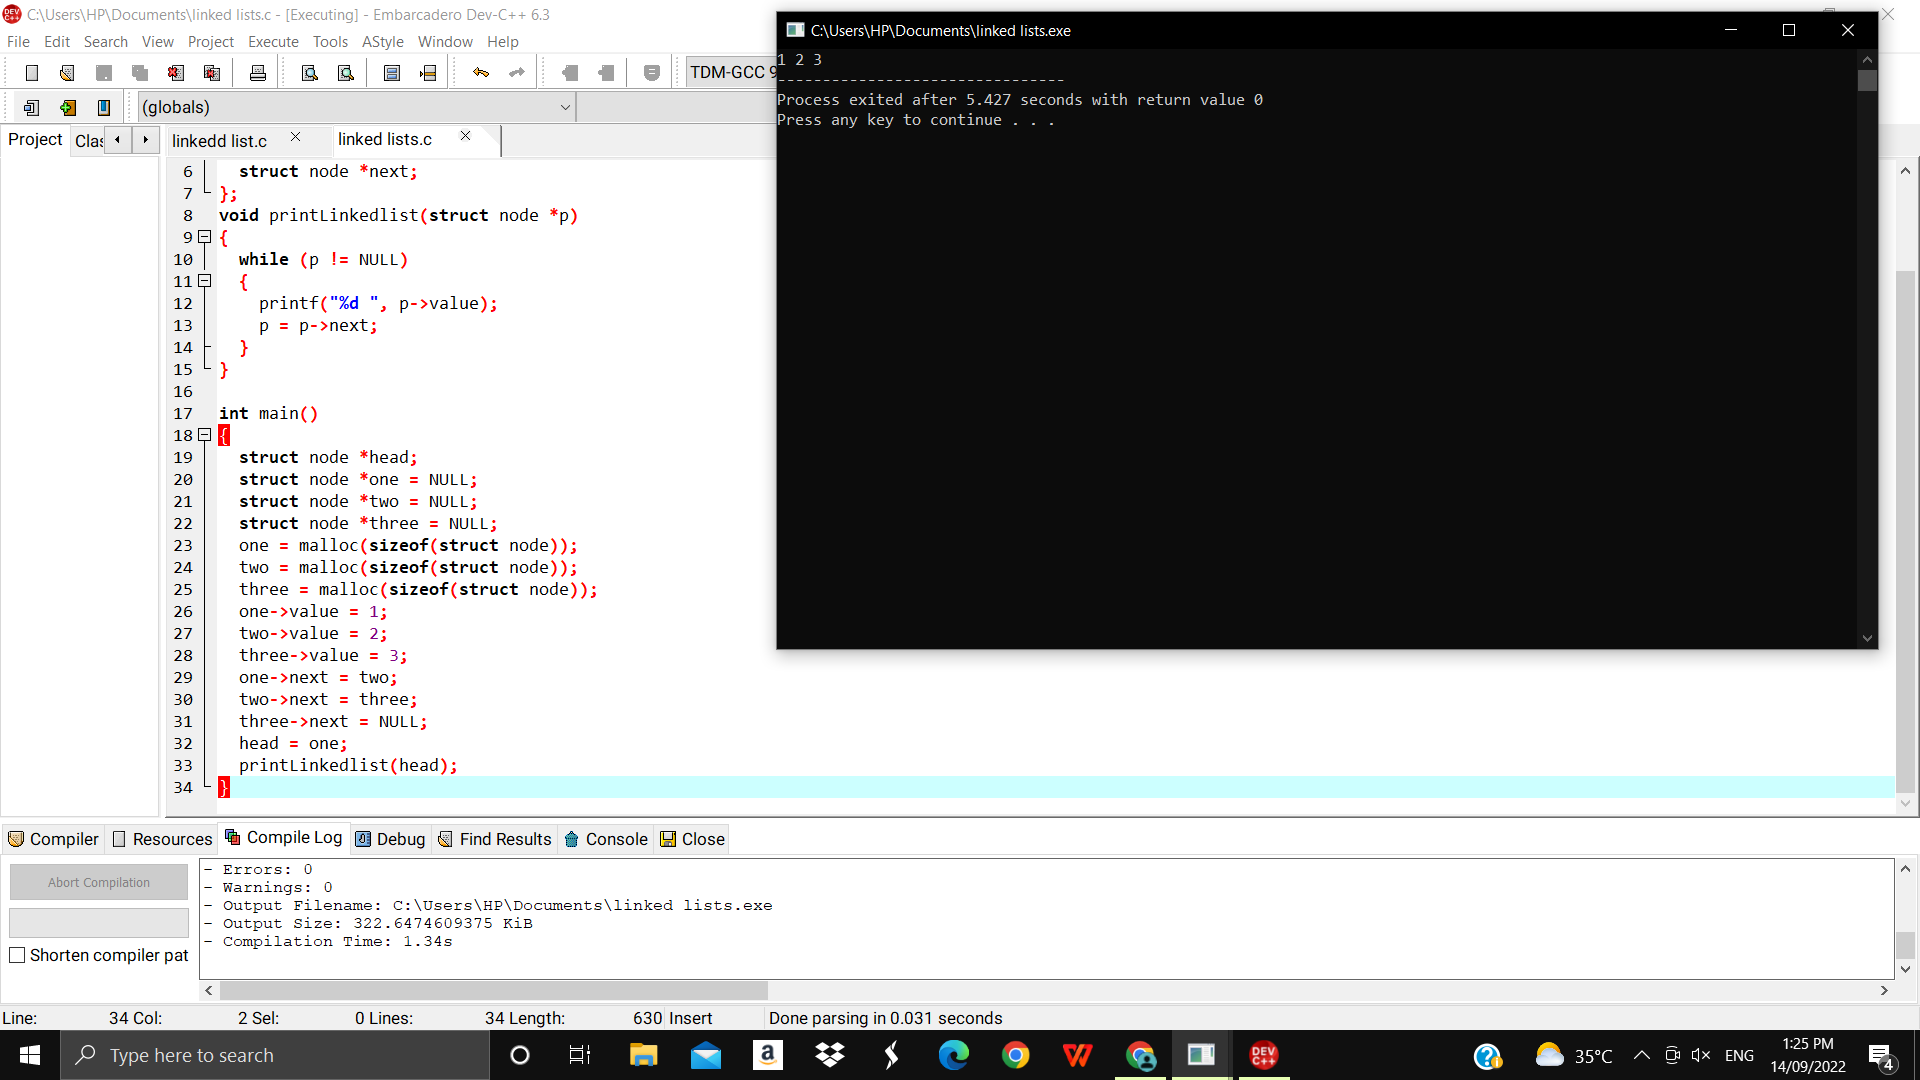 C:\Users\HP\Documents\linked lists.c - [Executing] - Embarcadero Dev-C++ 6.3
File Edit Search View Project Execute Tools AStyle Window Help
TDM-GCC 9
(globals)
Project Clas
linkedd list.c
linked lists.c
6 struct node *next;
7 };
8 void printLinkedlist(struct node *p)
9 {
10 while (p != NULL)
11 {
12 printf("%d ", p->value);
13 p = p->next;
14 }
15 }
16
17 int main()
18 {
19 struct node *head;
20 struct node *one = NULL;
21 struct node *two = NULL;
22 struct node *three = NULL;
23 one = malloc(sizeof(struct node));
24 two = malloc(sizeof(struct node));
25 three = malloc(sizeof(struct node));
26 one->value = 1;
27 two->value = 2;
28 three->value = 3;
29 one->next = two;
30 two->next = three;
31 three->next = NULL;
32 head = one;
33 printLinkedlist(head);
34 }
C:\Users\HP\Documents\linked lists.exe
1 2 3
--------------------------------
Process exited after 5.427 seconds with return value 0
Press any key to continue . . .
Compiler Resources Compile Log Debug Find Results Console Close
Abort Compilation
Shorten compiler pat
- Errors: 0
- Warnings: 0
- Output Filename: C:\Users\HP\Documents\linked lists.exe
- Output Size: 322.6474609375 KiB
- Compilation Time: 1.34s
Line: 34 Col: 2 Sel: 0 Lines: 34 Length: 630 Insert Done parsing in 0.031 seconds
Type here to search
DEV C++
35°C
ENG
1:25 PM
14/09/2022
4